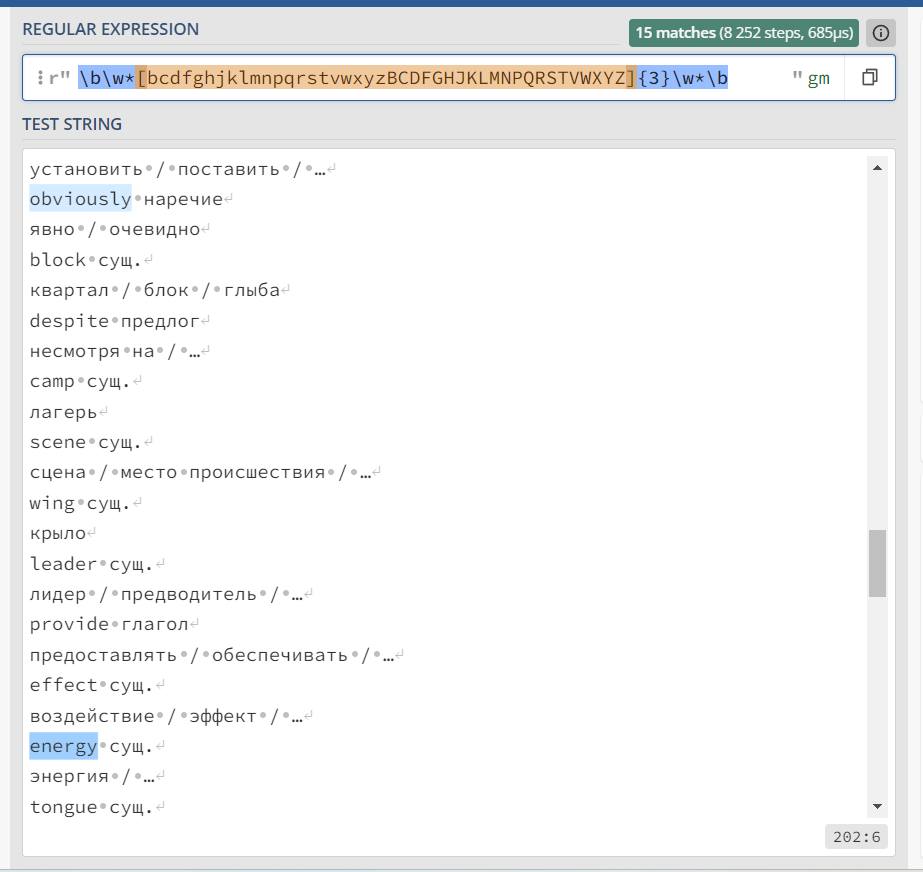 REGULAR EXPRESSION
15 matches (8 252 steps, 685µs)
r" \b\w*[bcdfghjklmnpqrstvwxyzBCDFGHJKLMNPQRSTVWXYZ]{3}\w*\b " gm
TEST STRING
установить / поставить / …
obviously наречие
явно / очевидно
block сущ.
квартал / блок / глыба
despite предлог
несмотря на / …
camp сущ.
лагерь
scene сущ.
сцена / место происшествия / …
wing сущ.
крыло
leader сущ.
лидер / предводитель / …
provide глагол
предоставлять / обеспечивать / …
effect сущ.
воздействие / эффект / …
energy сущ.
энергия / …
tongue сущ.
202:6